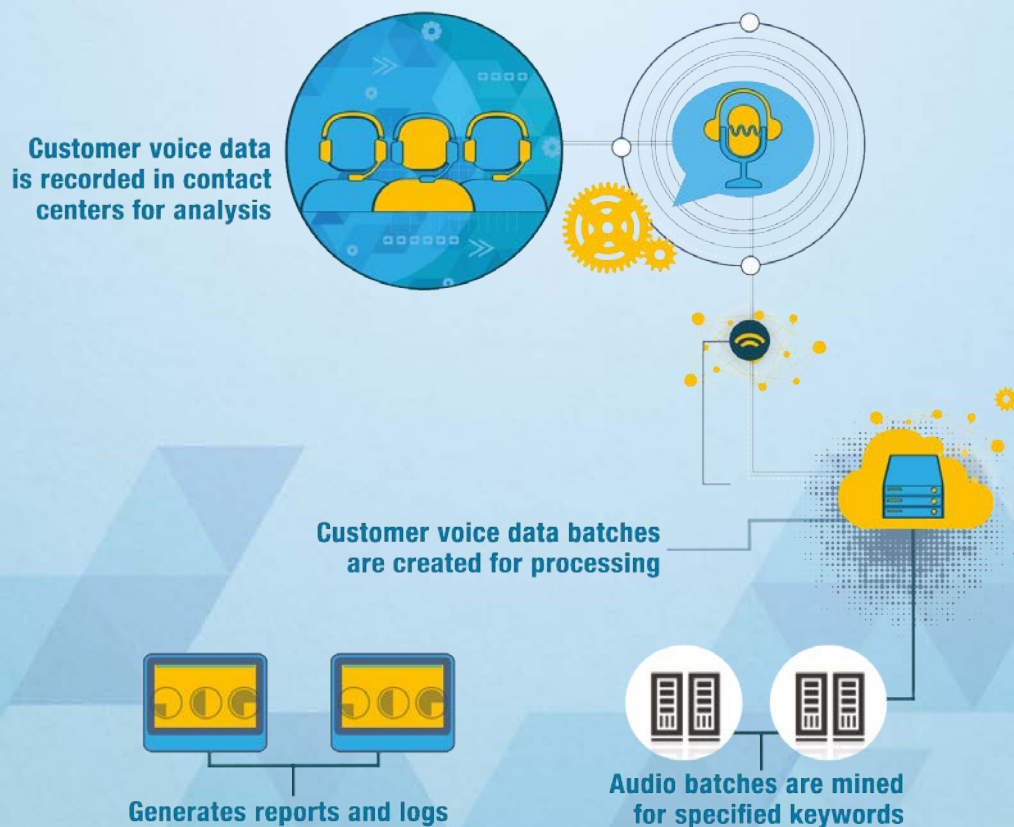 Customer voice data
is recorded in contact
centers for analysis
Customer voice data batches
are created for processing
Generates reports and logs
Audio batches are mined
for specified keywords